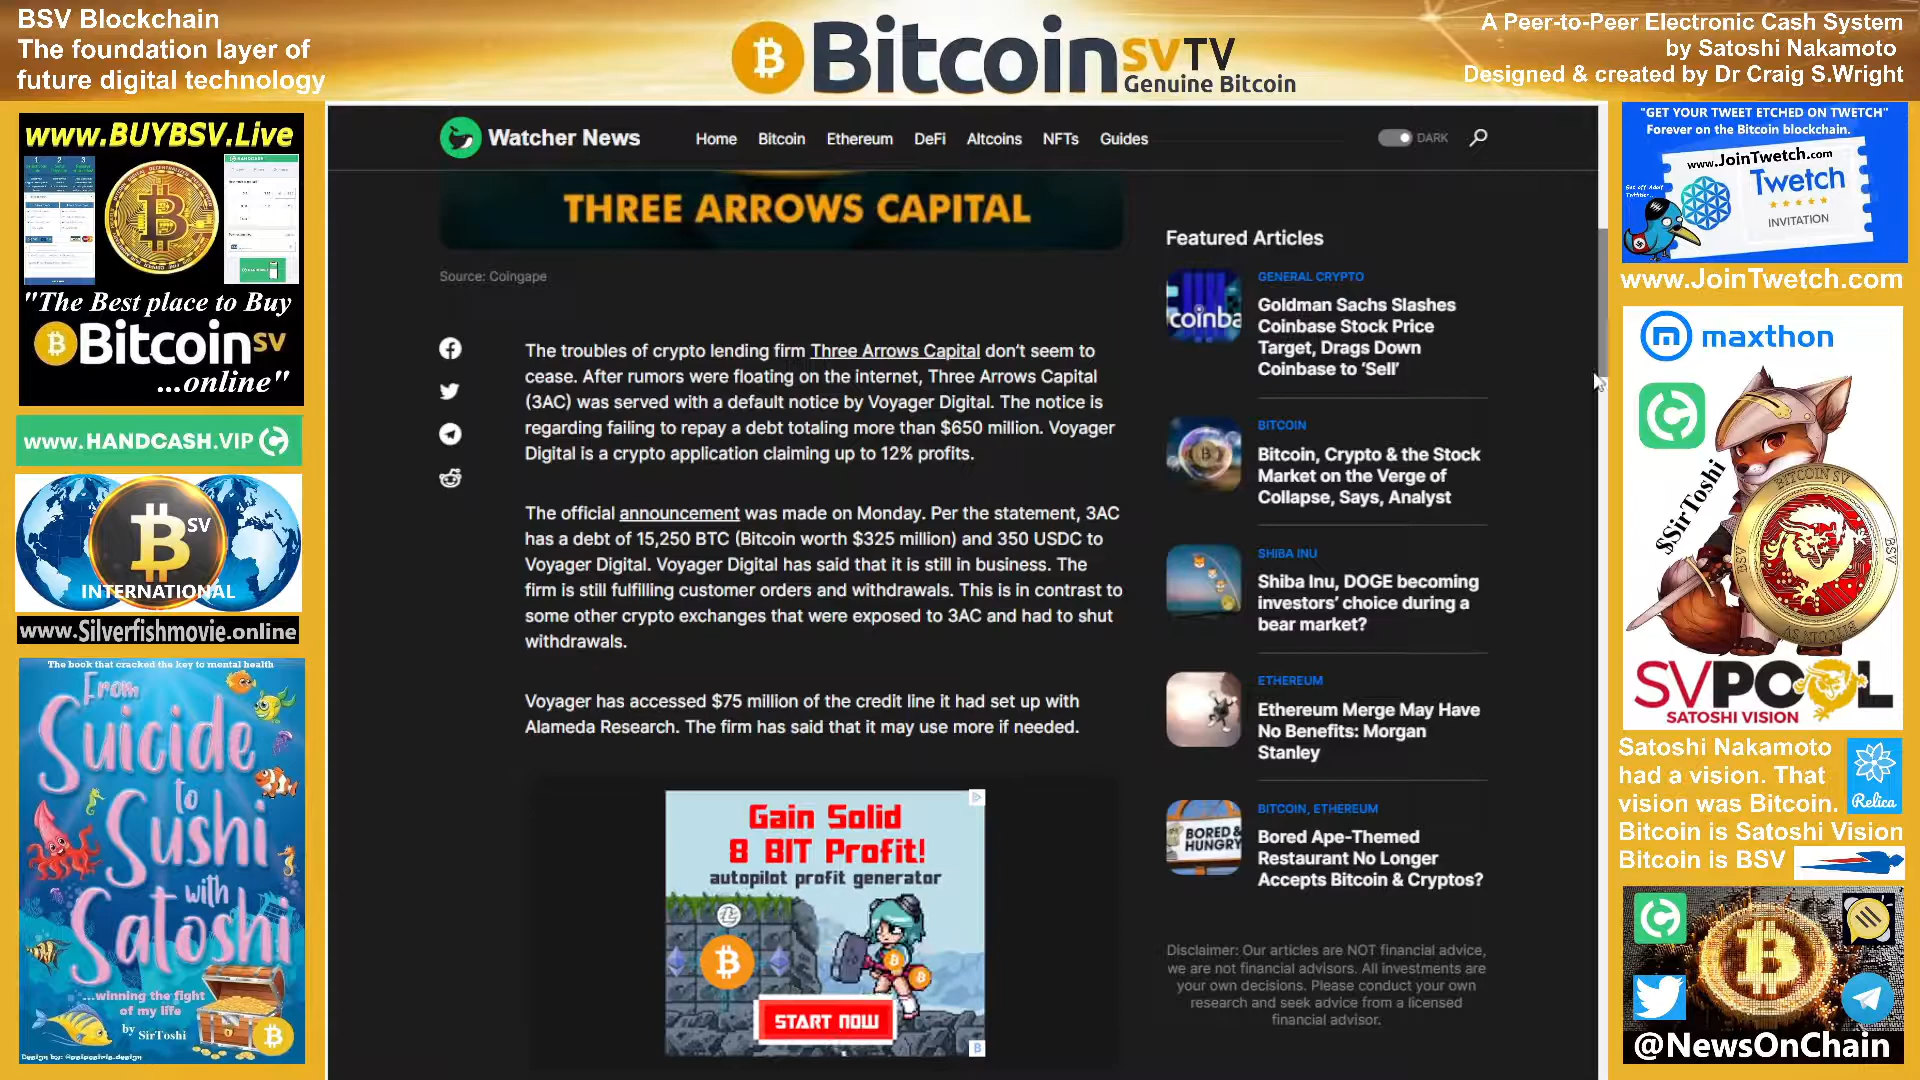 BSV Blockchain
The foundation layer of
future digital technology
Bitcoin SV TV
Genuine Bitcoin
A Peer-to-Peer Electronic Cash System
by Satoshi Nakamoto
Designed & created by Dr Craig S.Wright
www.BUYBSV.Live
"The Best place to Buy
Bitcoin SV
...online"
www.HANDCASH.VIP
SV
INTERNATIONAL
www.Silverfishmovie.online
The book that cracked the key to mental health
From
Suicide
to
Sushi
with
Satoshi
...winning the fight
of my life
by SirToshi
Watcher News
Home Bitcoin Ethereum DeFi Altcoins NFTs Guides
DARK
THREE ARROWS CAPITAL
Source: Coingape
The troubles of crypto lending firm Three Arrows Capital don't seem to
cease. After rumors were floating on the internet, Three Arrows Capital
(3AC) was served with a default notice by Voyager Digital. The notice is
regarding failing to repay a debt totaling more than $650 million. Voyager
Digital is a crypto application claiming up to 12% profits.
The official announcement was made on Monday. Per the statement, 3AC
has a debt of 15,250 BTC (Bitcoin worth $325 million) and 350 USDC to
Voyager Digital. Voyager Digital has said that it is still in business. The
firm is still fulfilling customer orders and withdrawals. This is in contrast to
some other crypto exchanges that were exposed to 3AC and had to shut
withdrawals.
Voyager has accessed $75 million of the credit line it had set up with
Alameda Research. The firm has said that it may use more if needed.
Gain Solid
8 BIT Profit!
autopilot profit generator
START NOW
Featured Articles
coinba
GENERAL CRYPTO
Goldman Sachs Slashes
Coinbase Stock Price
Target, Drags Down
Coinbase to 'Sell'
BITCOIN
Bitcoin, Crypto & the Stock
Market on the Verge of
Collapse, Says, Analyst
SHIBA INU
Shiba Inu, DOGE becoming
investors' choice during a
bear market?
ETHEREUM
Ethereum Merge May Have
No Benefits: Morgan
Stanley
BORED &
HUNGRY
BITCOIN, ETHEREUM
Bored Ape-Themed
Restaurant No Longer
Accepts Bitcoin & Cryptos?
Disclaimer: Our articles are NOT financial advice,
we are not financial advisors. All investments are
your own decisions. Please conduct your own
research and seek advice from a licensed
financial advisor.
"GET YOUR TWEET ETCHED ON TWETCH"
Forever on the Bitcoin blockchain.
www.JoinTwetch.com
Twetch
INVITATION
www.JoinTwetch.com
maxthon
$SirToshi
BITCOIN SV
BSV
SVPOOL
SATOSHI VISION
Satoshi Nakamoto
had a vision. That
vision was Bitcoin.
Relica
Bitcoin is Satoshi Vision
Bitcoin is BSV
@NewsOnChain